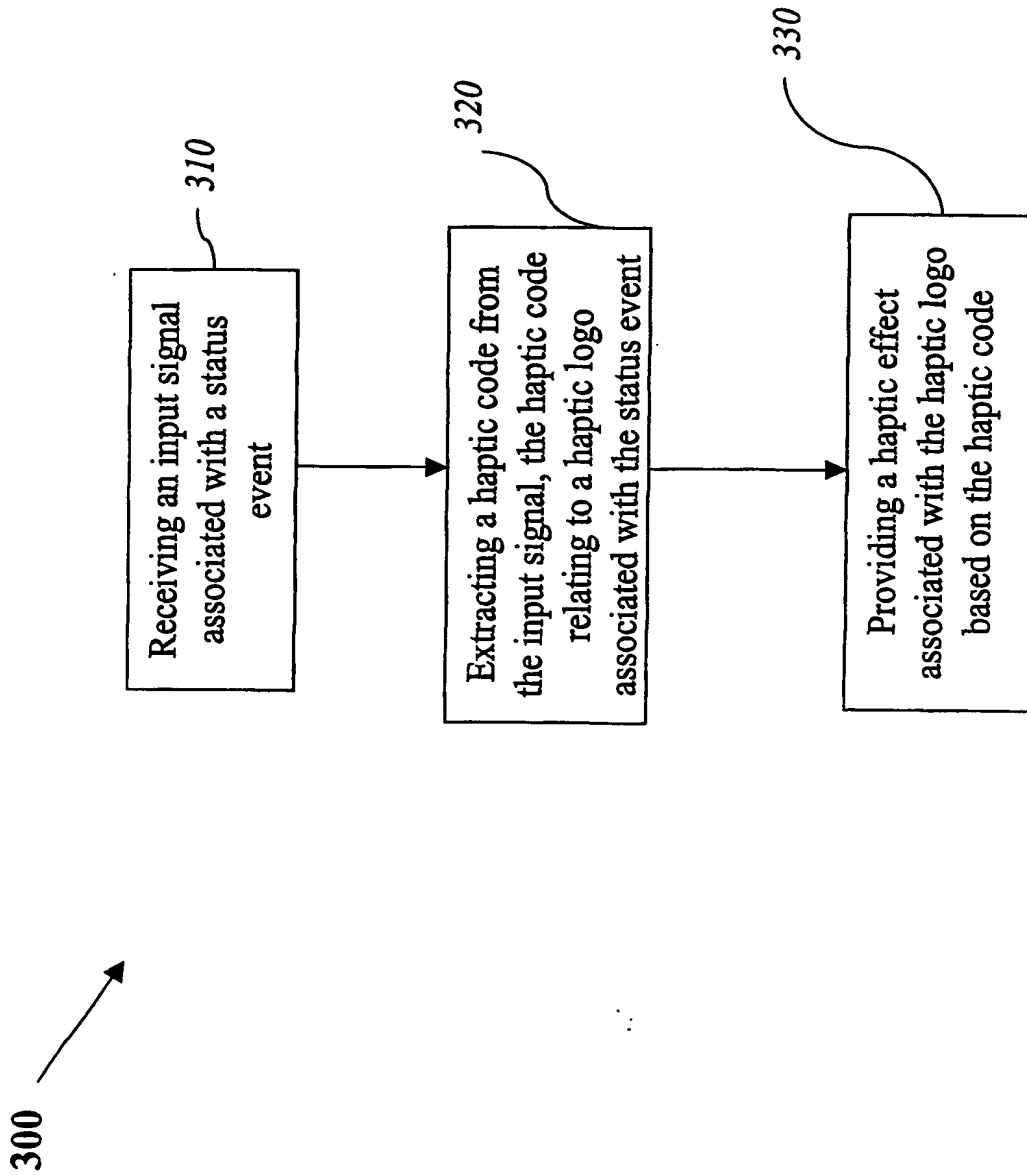 300
310
Receiving an input signal
associated with a status
event
320
Extracting a haptic code from
the input signal, the haptic code
relating to a haptic logo
associated with the status event
330
Providing a haptic effect
associated with the haptic logo
based on the haptic code